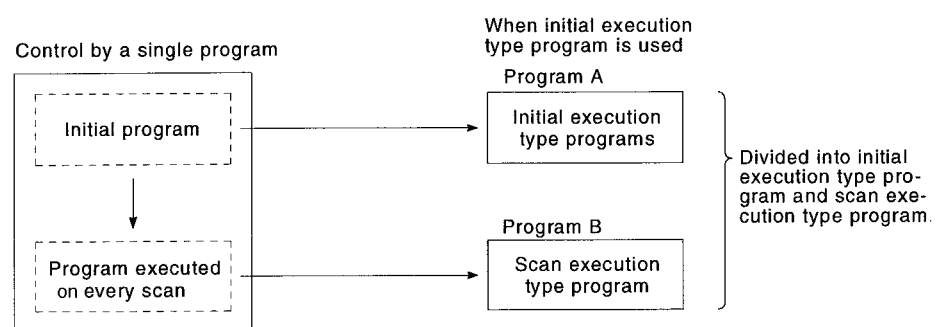 Control by a single program
Initial program
Program executed
on every scan
When initial execution
type program is used
Program A
Initial execution
type programs
Program B
Scan execution
type program
Divided into initial
execution type pro-
gram and scan exe-
cution type program.